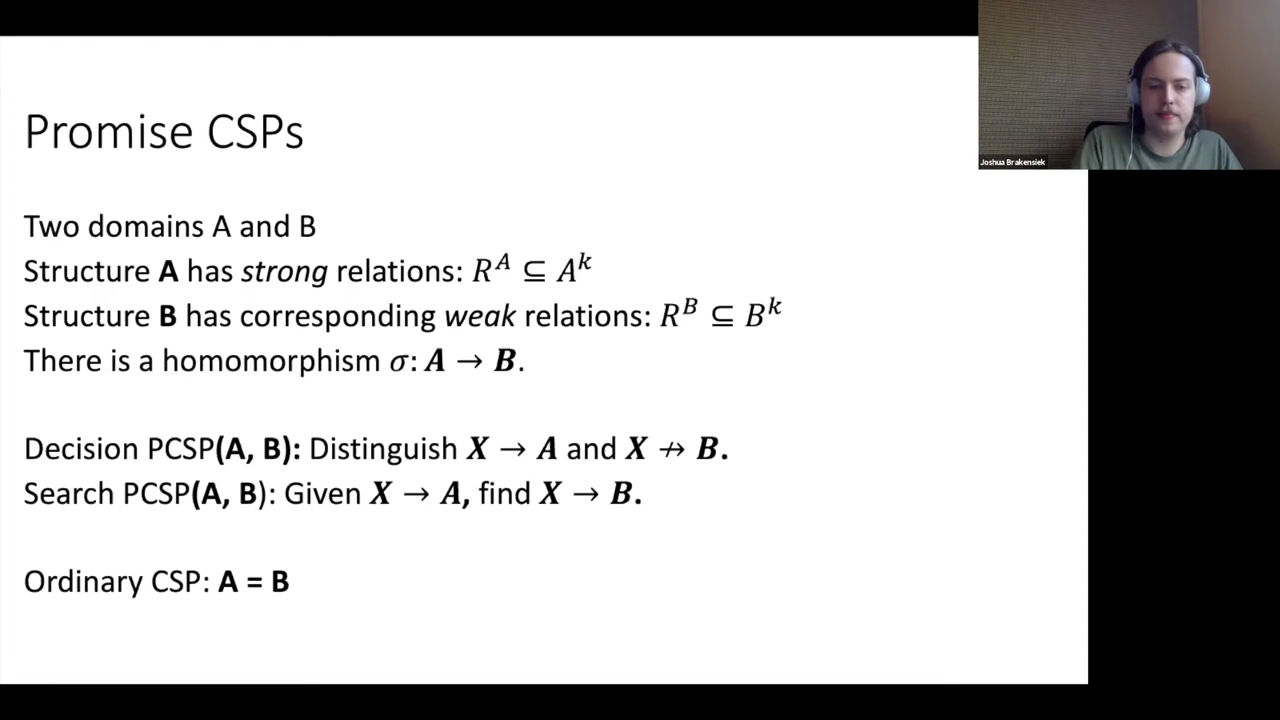 Promise CSPs
Joshua Brakensiek
Two domains A and B
Structure A has strong relations: R^A ⊆ A^k
Structure B has corresponding weak relations: R^B ⊆ B^k
There is a homomorphism σ: A → B.
Decision PCSP(A, B): Distinguish X → A and X ↛ B.
Search PCSP(A, B): Given X → A, find X → B.
Ordinary CSP: A = B